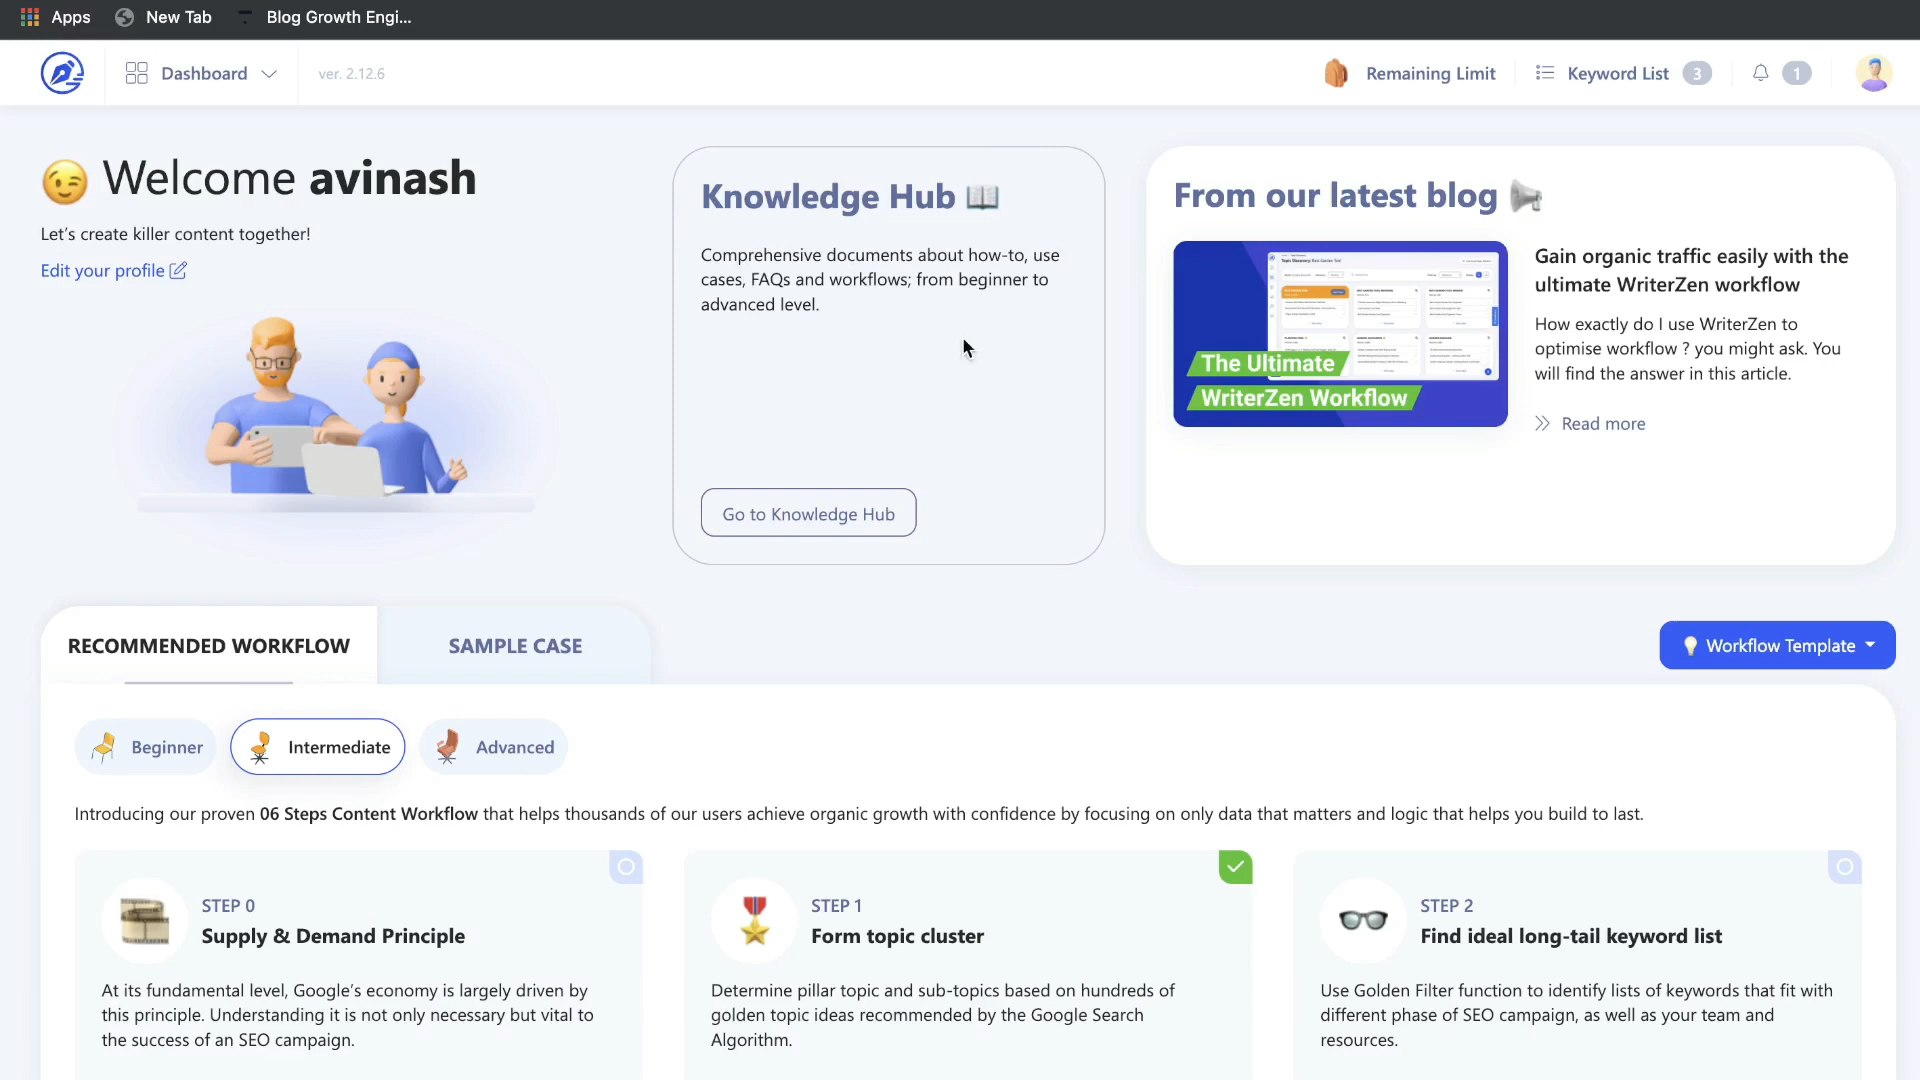 Apps
New Tab
Blog Growth Engi...
Dashboard
ver. 2.12.6
Remaining Limit
Keyword List 3
1
Welcome avinash
Let's create killer content together!
Edit your profile
Knowledge Hub
Comprehensive documents about how-to, use
cases, FAQs and workflows; from beginner to
advanced level.
Go to Knowledge Hub
From our latest blog
The Ultimate
WriterZen Workflow
Gain organic traffic easily with the
ultimate WriterZen workflow
How exactly do I use WriterZen to
optimise workflow ? you might ask. You
will find the answer in this article.
Read more
RECOMMENDED WORKFLOW
SAMPLE CASE
Workflow Template
Beginner
Intermediate
Advanced
Introducing our proven 06 Steps Content Workflow that helps thousands of our users achieve organic growth with confidence by focusing on only data that matters and logic that helps you build to last.
STEP 0
Supply & Demand Principle
At its fundamental level, Google's economy is largely driven by
this principle. Understanding it is not only necessary but vital to
the success of an SEO campaign.
STEP 1
Form topic cluster
Determine pillar topic and sub-topics based on hundreds of
golden topic ideas recommended by the Google Search
Algorithm.
STEP 2
Find ideal long-tail keyword list
Use Golden Filter function to identify lists of keywords that fit with
different phase of SEO campaign, as well as your team and
resources.